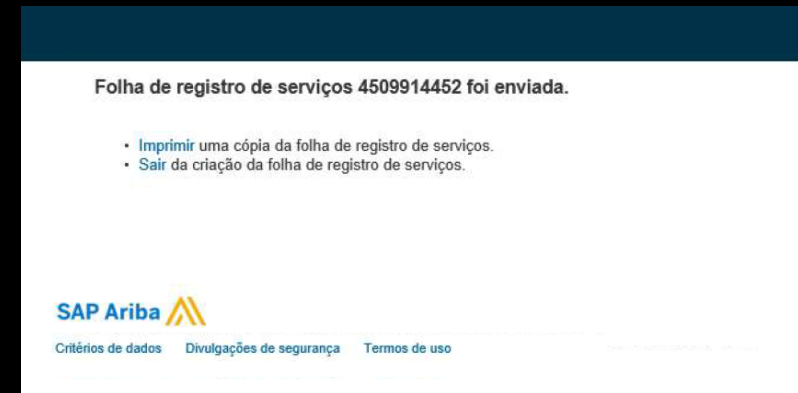 Folha de registro de serviços 4509914452 foi enviada.
• Imprimir uma cópia da folha de registro de serviços.
• Sair da criação da folha de registro de serviços.
SAP Ariba
Critérios de dados Divulgações de segurança Termos de uso